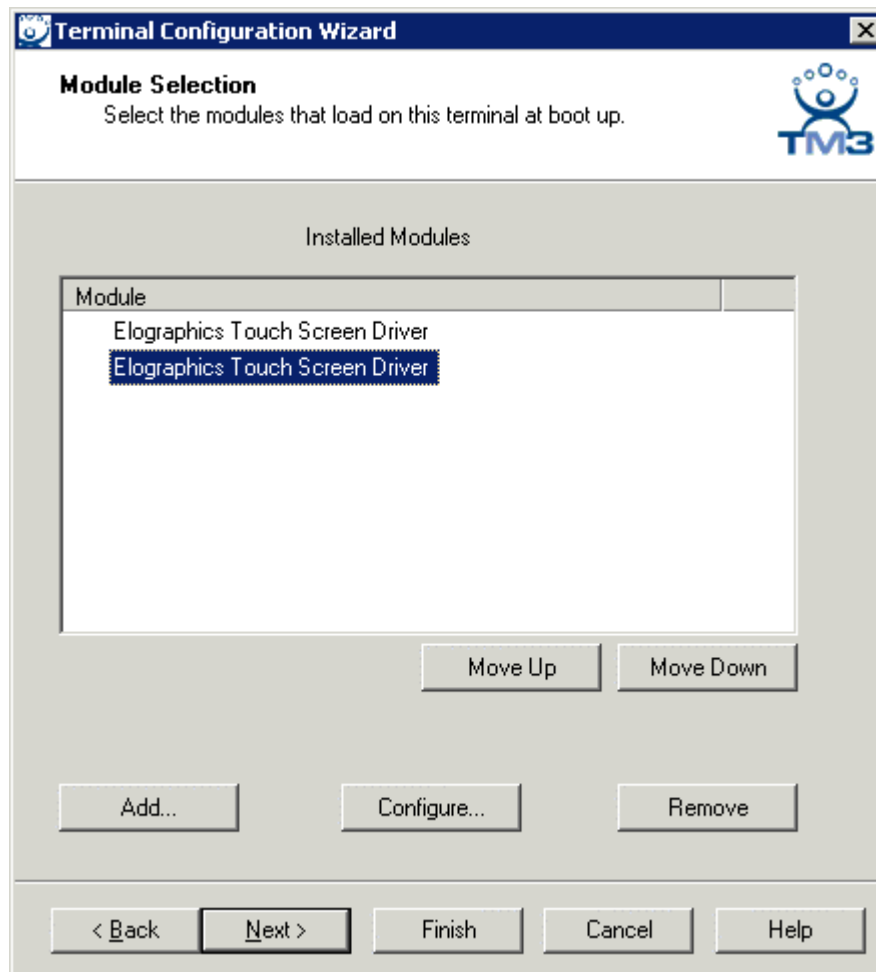 Terminal Configuration Wizard
Module Selection
Select the modules that load on this terminal at boot up.
TM3
Installed Modules
Module
Elographics Touch Screen Driver
Elographics Touch Screen Driver
Move Up Move Down
Add... Configure... Remove
< Back Next > Finish Cancel Help